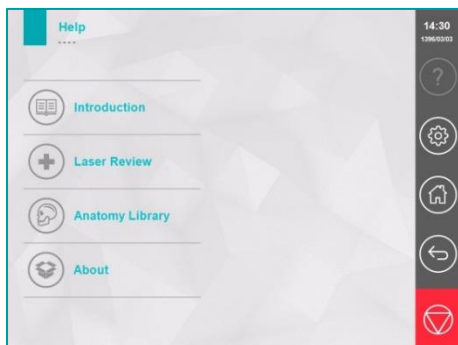 Help
14:30
1396/03/03
?
Introduction
Laser Review
Anatomy Library
About